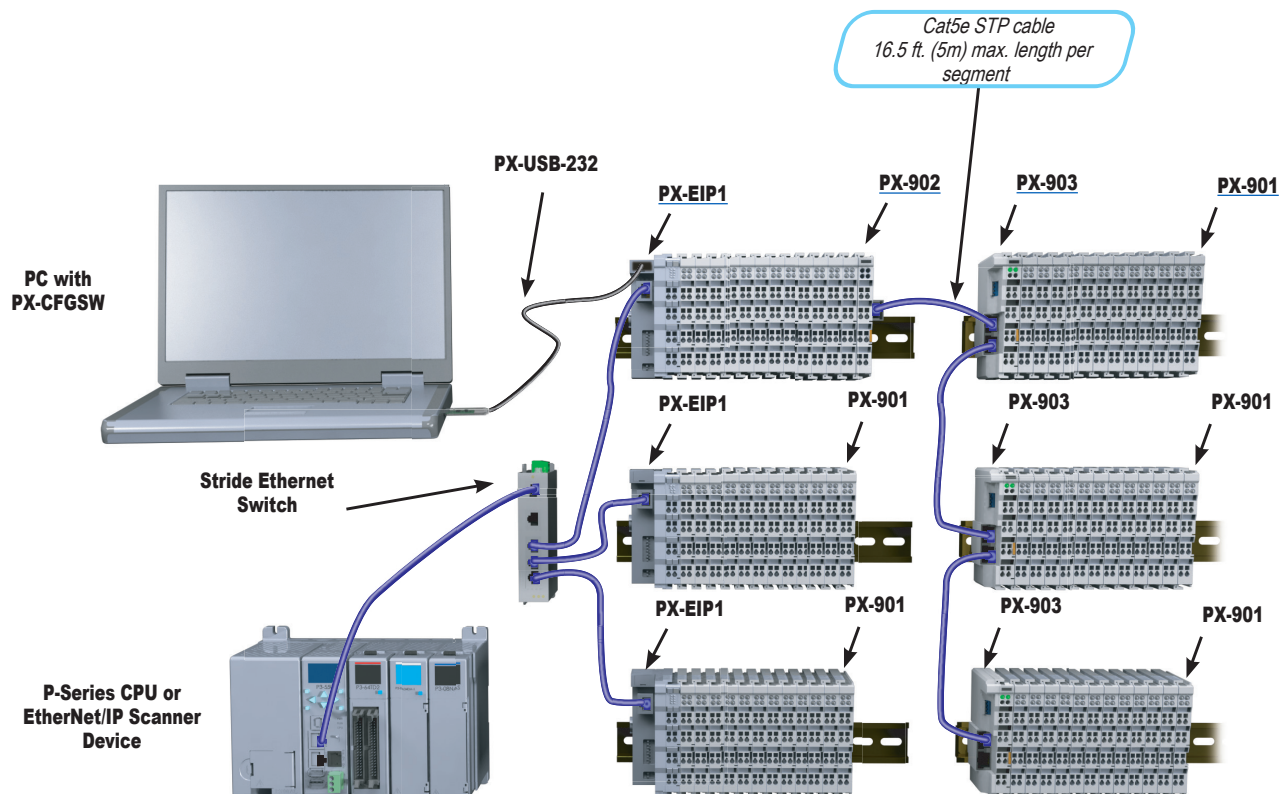 Cat5e STP cable
16.5 ft. (5m) max. length per
segment
PX-USB-232
PX-EIP1
PX-902
PX-903
PX-901
PC with
PX-CFGSW
PX-EIP1
PX-901
PX-903
PX-901
Stride Ethernet
Switch
PX-EIP1
PX-901
PX-903
PX-901
P-Series CPU or
EtherNet/IP Scanner
Device